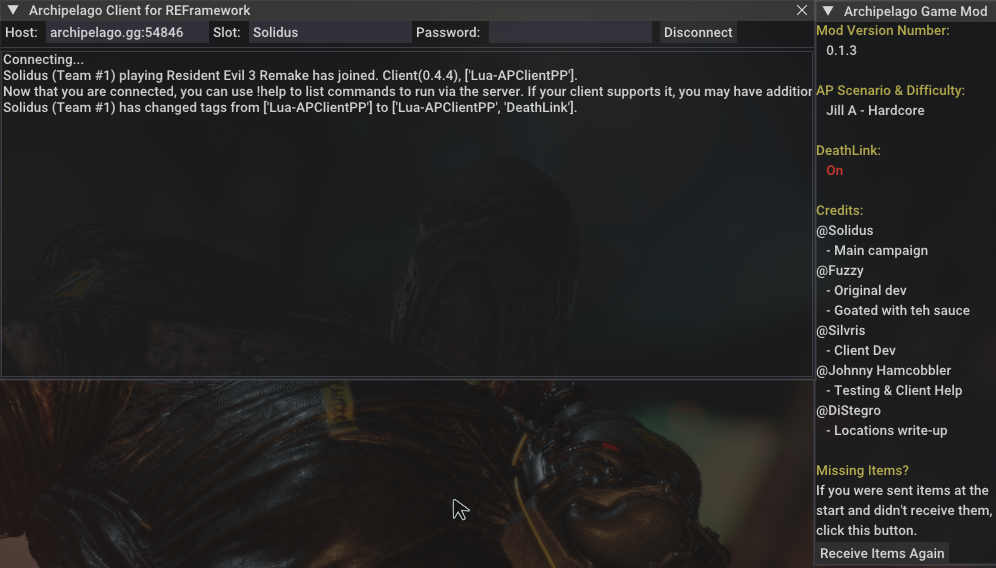 Archipelago Client for REFramework
Host: archipelago.gg:54846 Slot: Solidus Password: Disconnect
Connecting...
Solidus (Team #1) playing Resident Evil 3 Remake has joined. Client(0.4.4), ['Lua-APClientPP'].
Now that you are connected, you can use !help to list commands to run via the server. If your client supports it, you may have addition
Solidus (Team #1) has changed tags from ['Lua-APClientPP'] to ['Lua-APClientPP', 'DeathLink'].
Archipelago Game Mod
Mod Version Number:
0.1.3
AP Scenario & Difficulty:
Jill A - Hardcore
DeathLink:
On
Credits:
@Solidus
- Main campaign
@Fuzzy
- Original dev
- Goated with teh sauce
@Silvris
- Client Dev
@Johnny Hamcobbler
- Testing & Client Help
@DiStegro
- Locations write-up
Missing Items?
If you were sent items at the
start and didn't receive them,
click this button.
Receive Items Again